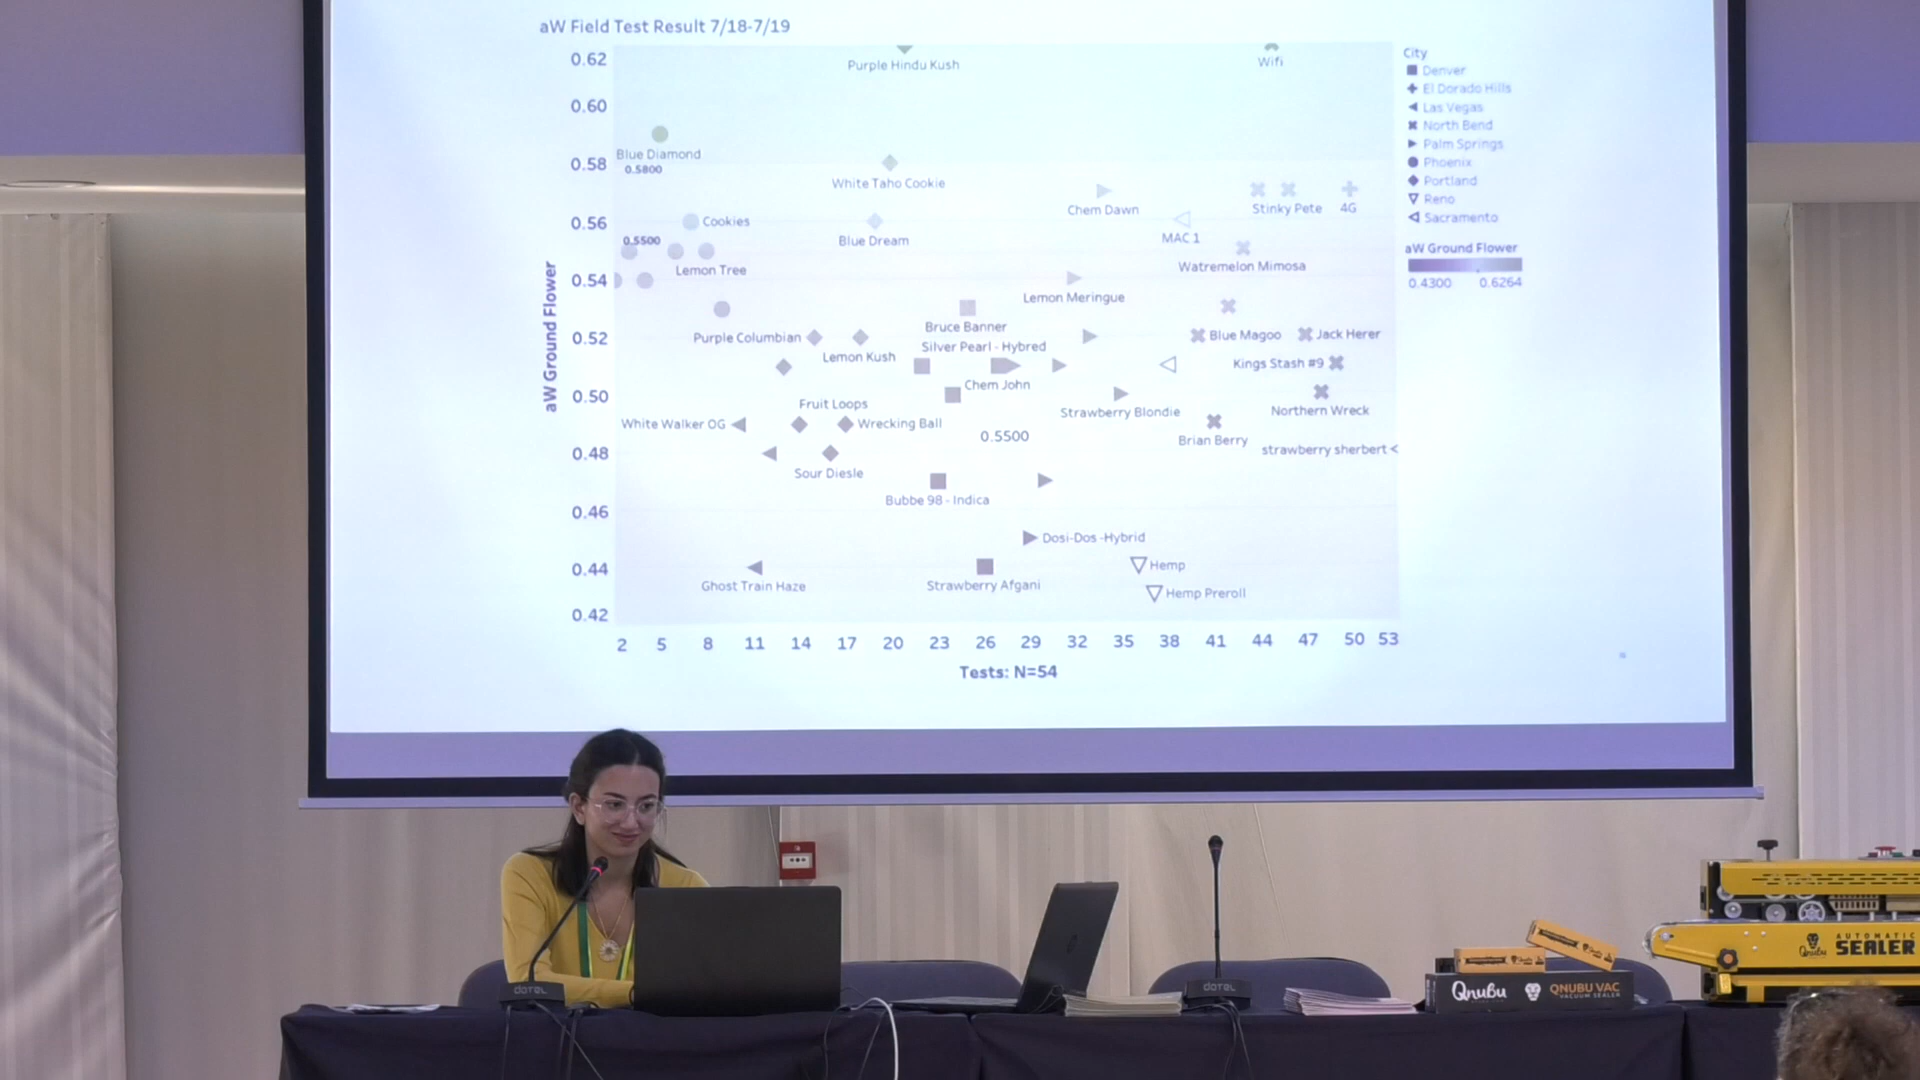 aW Field Test Result 7/18-7/19
0.62
Purple Hindu Kush
Wifi
0.60
Blue Diamond
0.5800
0.58
White Taho Cookie
Chem Dawn
Stinky Pete
4G
0.56
Cookies
Blue Dream
MAC 1
0.5500
Lemon Tree
Watremelon Mimosa
0.54
Lemon Meringue
Bruce Banner
0.52
Purple Columbian
Lemon Kush
Silver Pearl - Hybred
Blue Magoo
Jack Herer
Kings Stash #9
Chem John
0.50
Fruit Loops
Strawberry Blondie
Northern Wreck
White Walker OG
Wrecking Ball
0.5500
Brian Berry
strawberry sherbert
0.48
Sour Diesle
Bubbe 98 - Indica
0.46
Dosi-Dos -Hybrid
0.44
Ghost Train Haze
Strawberry Afgani
Hemp
Hemp Preroll
0.42
aW Ground Flower
2 5 8 11 14 17 20 23 26 29 32 35 38 41 44 47 50 53
Tests: N=54
City
Denver
El Dorado Hills
Las Vegas
North Bend
Palm Springs
Phoenix
Portland
Reno
Sacramento
aW Ground Flower
0.4300 0.6264
dotel
dotel
Qnubu
QNUBU VAC
VACUUM SEALER
Qnubu
AUTOMATIC
SEALER